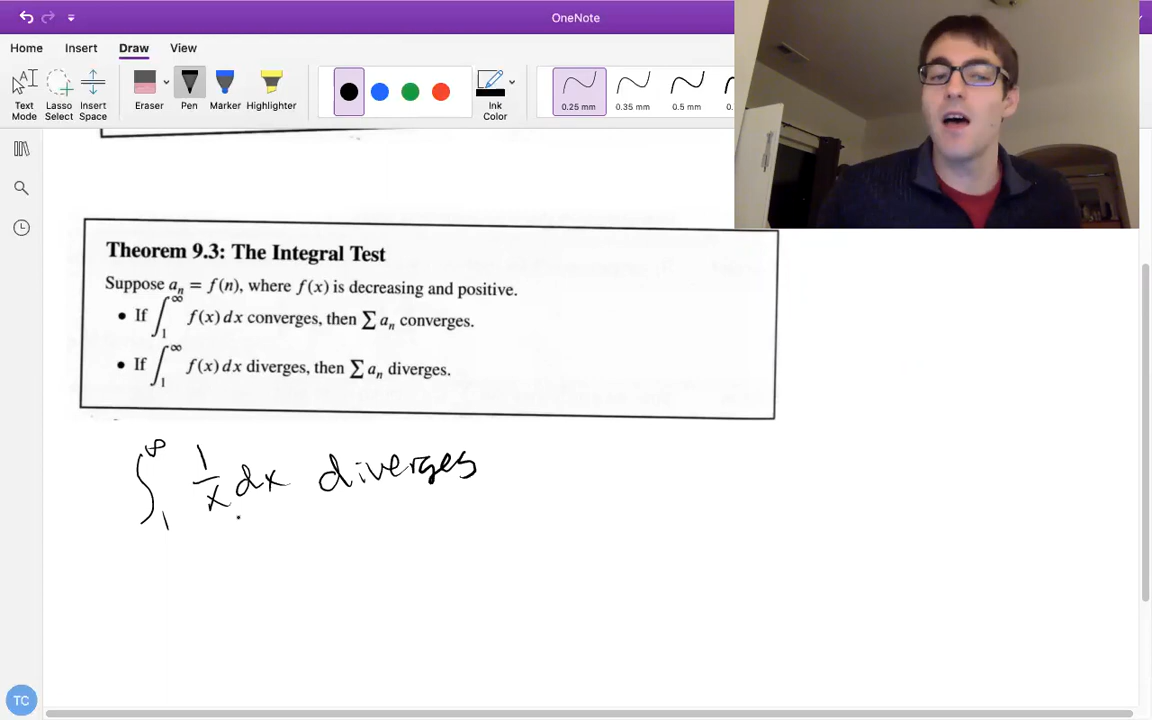 OneNote
Home Insert Draw View
Text Mode
Lasso Select
Insert Space
Eraser
Pen
Marker
Highlighter
Ink Color
0.25 mm
0.35 mm
0.5 mm
0.
Theorem 9.3: The Integral Test
Suppose aₙ = f(n), where f(x) is decreasing and positive.
• If ∫₁^∞ f(x) dx converges, then ∑ aₙ converges.
• If ∫₁^∞ f(x) dx diverges, then ∑ aₙ diverges.
∫₁^∞ 1/x dx diverges
TC